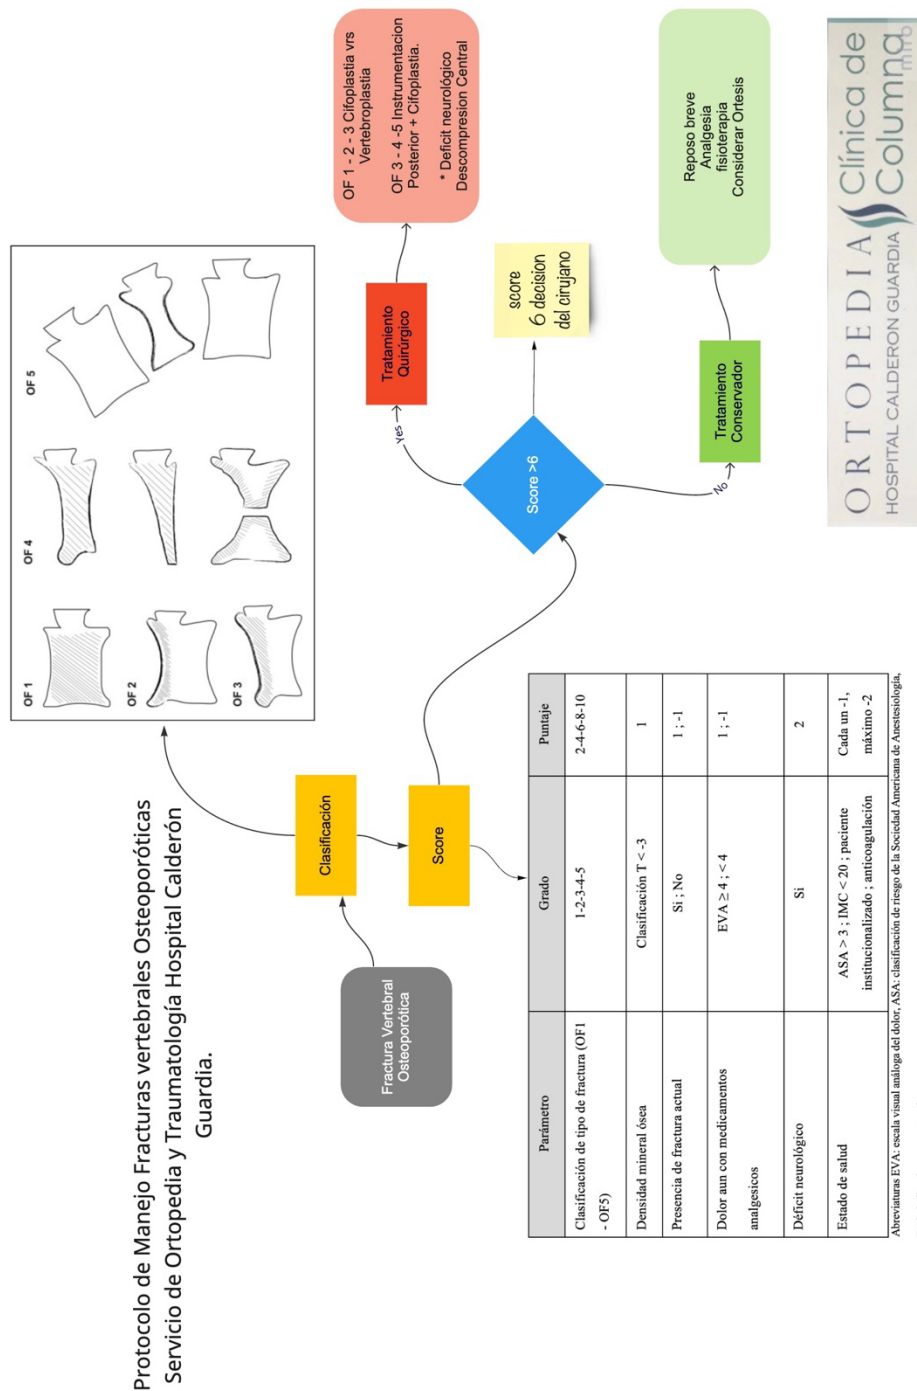 Protocolo de Manejo Fracturas vertebrales Osteoporóticas
Servicio de Ortopedia y Traumatología Hospital Calderón
Guardia.
Fractura Vertebral
Osteoporótica
Clasificación
Score
OF 1
OF 2
OF 3
OF 4
OF 5
Parámetro
Grado
Puntaje
Clasificación de tipo de fractura (OF1
- OF5)
1-2-3-4-5
2-4-6-8-10
Densidad mineral ósea
Clasificación T < -3
1
Presencia de fractura actual
Si ; No
1 ; -1
Dolor aun con medicamentos
analgesicos
EVA ≥ 4 ; < 4
1 ; -1
Déficit neurológico
Si
2
Estado de salud
ASA > 3 ; IMC < 20 ; paciente
institucionalizado ; anticoagulación
Cada un -1,
máximo -2
Abreviaturas EVA: escala visual análoga del dolor, ASA: clasificación de riesgo de la Sociedad Americana de Anestesiología,
Score >6
Yes
No
Tratamiento
Quirúrgico
OF 1 - 2 - 3 Cifoplastia vrs
Vertebroplastia
OF 3 - 4 -5 Instrumentacion
Posterior + Cifoplastia.
* Deficit neurológico
Descompresion Central
score
6 decision
del cirujano
Tratamiento
Conservador
Reposo breve
Analgesia
fisioterapia
Considerar Ortesis
ORTOPEDIA
HOSPITAL CALDERON GUARDIA
Clínica de
Columna
miro